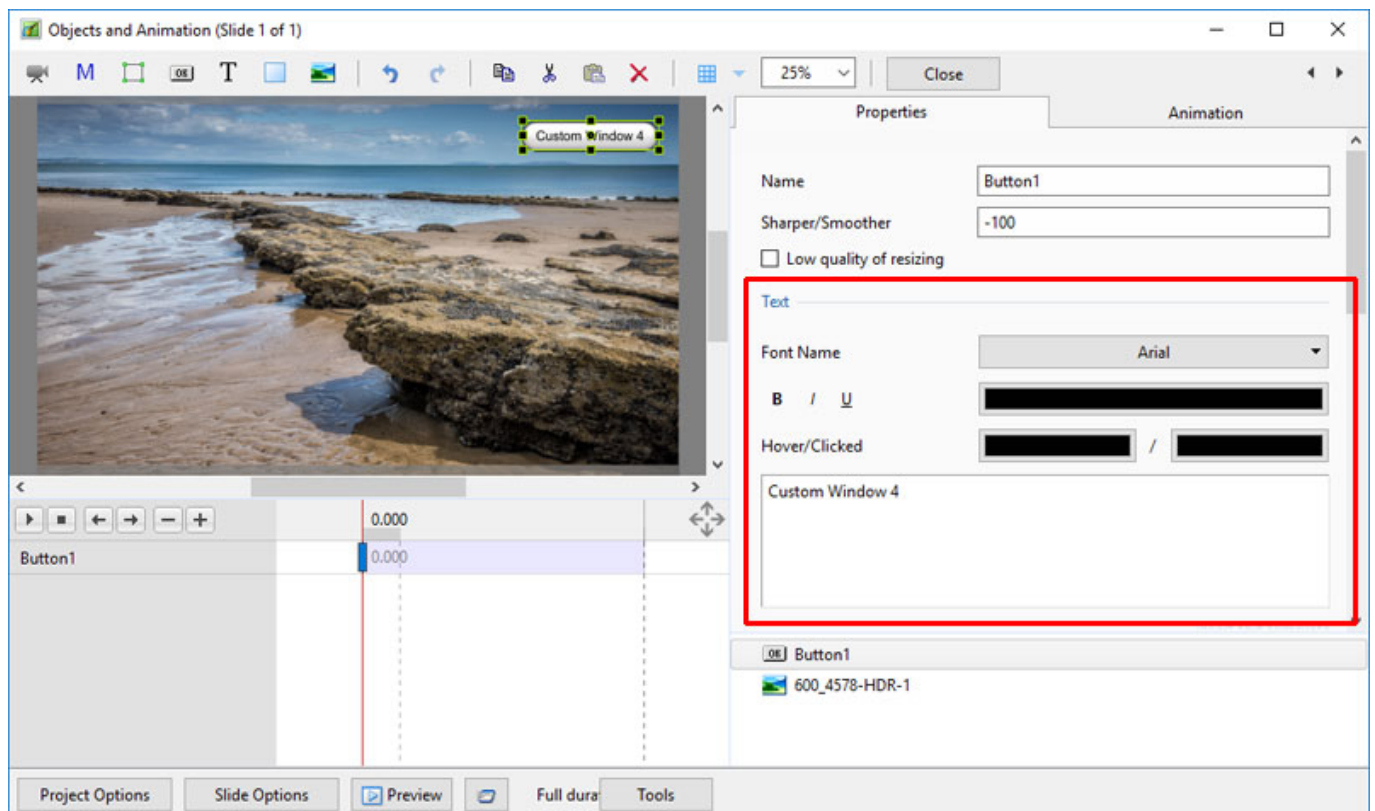 Objects and Animation (Slide 1 of 1)
M OK T 25% Close
Properties Animation
Custom Window 4
Name Button1
Sharper/Smoother -100
Low quality of resizing
Text
Font Name Arial
B I U
Hover/Clicked /
Custom Window 4
0.000
Button1 0.000
OK Button1
600_4578-HDR-1
Project Options Slide Options Preview Full dura Tools